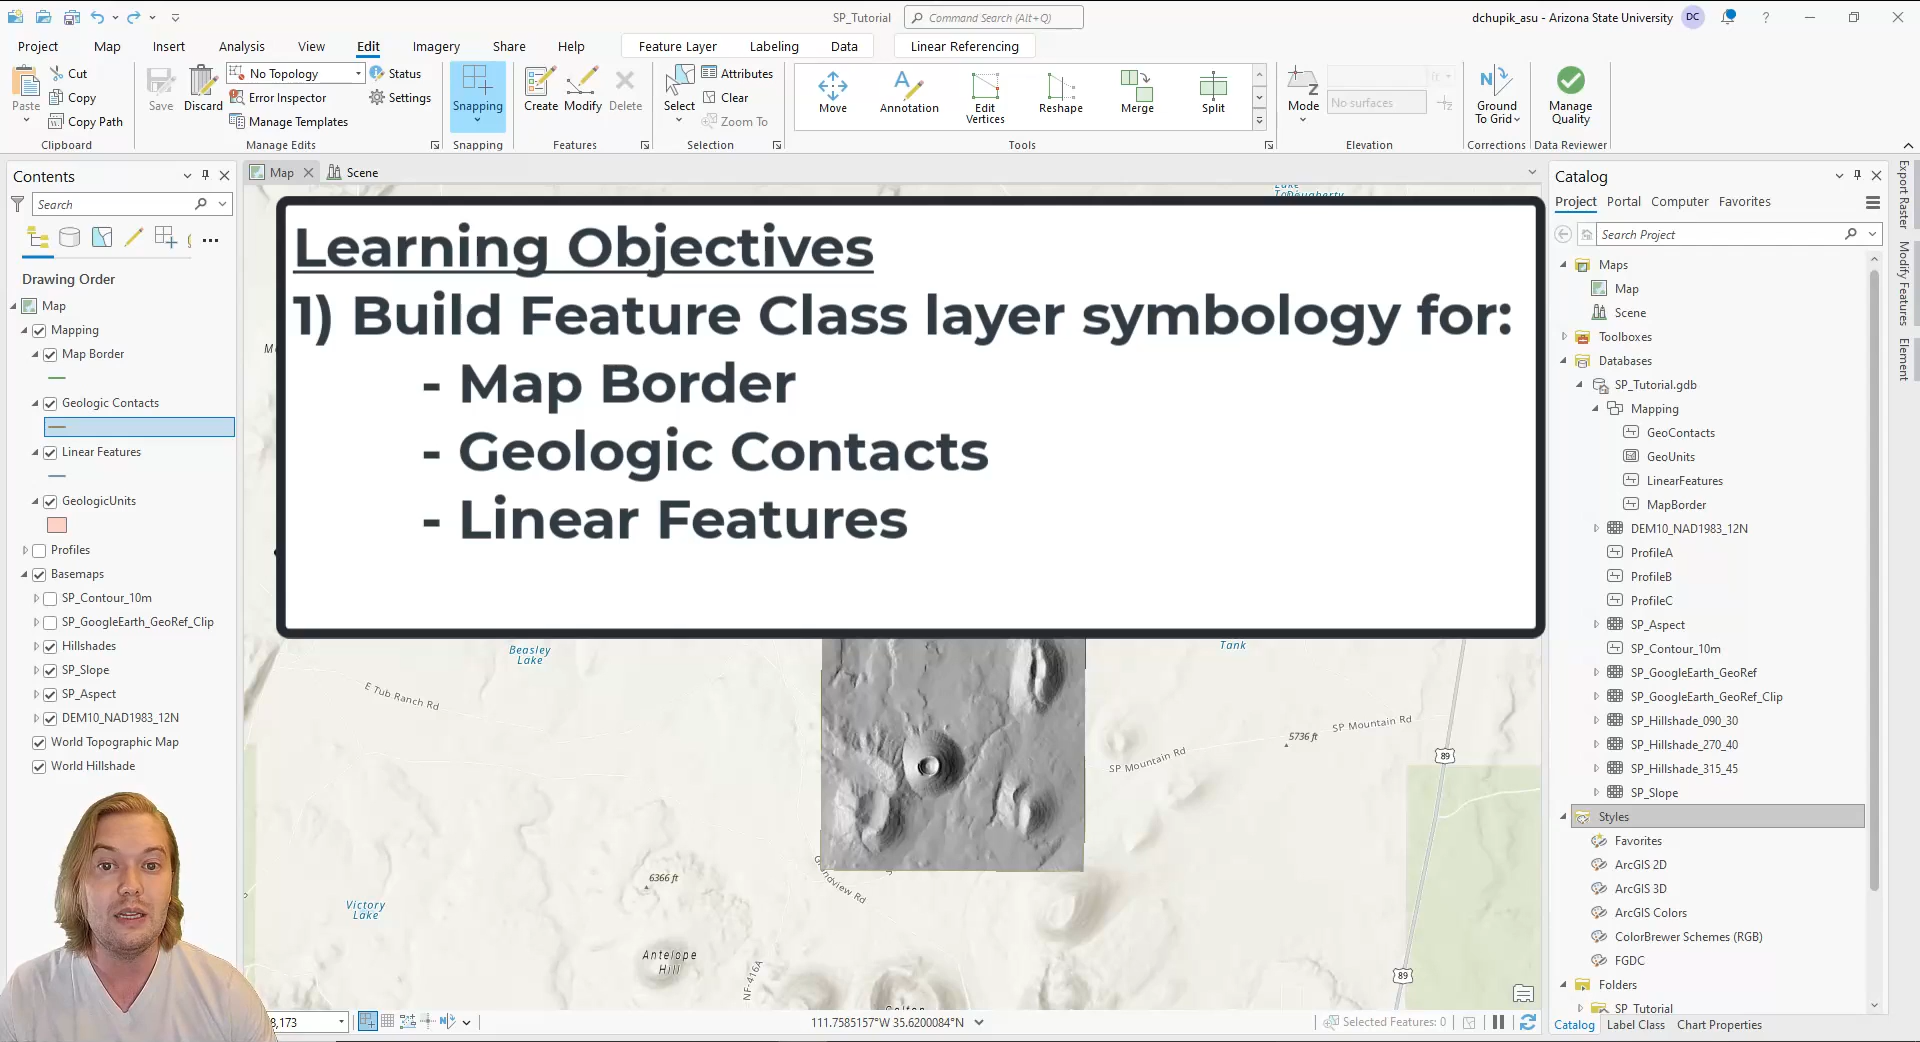 SP_Tutorial
Command Search (Alt+Q)
dchupik_asu - Arizona State University
DC
?
Project
Map
Insert
Analysis
View
Edit
Imagery
Share
Help
Feature Layer
Labeling
Data
Linear Referencing
Paste
Cut
Copy
Copy Path
Clipboard
Save
Discard
No Topology
Error Inspector
Manage Templates
Status
Settings
Manage Edits
Snapping
Snapping
Create
Modify
Delete
Features
Select
Attributes
Clear
Zoom To
Selection
Move
Annotation
Edit
Vertices
Reshape
Merge
Split
Tools
Mode
ft
No surfaces
Elevation
Ground
To Grid
Corrections
Manage
Quality
Data Reviewer
Contents
Search
Drawing Order
Map
Mapping
Map Border
Geologic Contacts
Linear Features
GeologicUnits
Profiles
Basemaps
SP_Contour_10m
SP_GoogleEarth_GeoRef_Clip
Hillshades
SP_Slope
SP_Aspect
DEM10_NAD1983_12N
World Topographic Map
World Hillshade
Map
Scene
Learning Objectives
1) Build Feature Class layer symbology for:
- Map Border
- Geologic Contacts
- Linear Features
Beasley
Lake
Tank
E Tub Ranch Rd
SP Mountain Rd
5736 ft
SP Mountain Rd
89
6366 ft
Victory
Lake
Antelope
Hill
NF-416A
89
8,173
111.7585157°W 35.6200084°N
Selected Features: 0
Catalog
Project
Portal
Computer
Favorites
Search Project
Maps
Map
Scene
Toolboxes
Databases
SP_Tutorial.gdb
Mapping
GeoContacts
GeoUnits
LinearFeatures
MapBorder
DEM10_NAD1983_12N
ProfileA
ProfileB
ProfileC
SP_Aspect
SP_Contour_10m
SP_GoogleEarth_GeoRef
SP_GoogleEarth_GeoRef_Clip
SP_Hillshade_090_30
SP_Hillshade_270_40
SP_Hillshade_315_45
SP_Slope
Styles
Favorites
ArcGIS 2D
ArcGIS 3D
ArcGIS Colors
ColorBrewer Schemes (RGB)
FGDC
Folders
SP_Tutorial
Catalog
Label Class
Chart Properties
Export Raster
Modify Features
Element